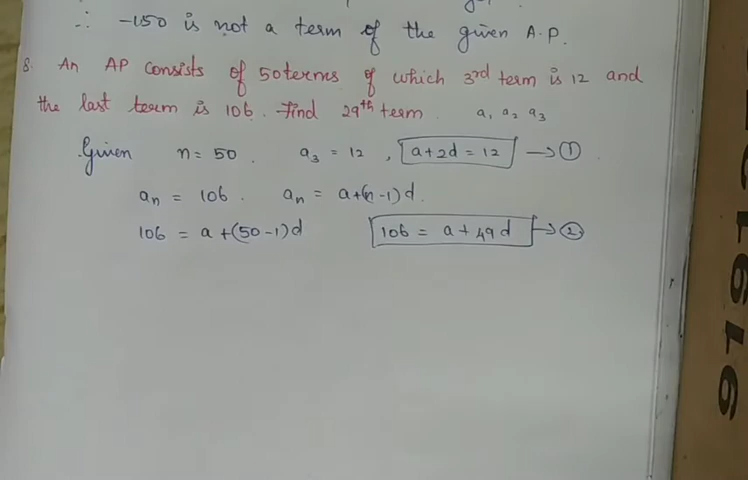 ∴ -150 is not a term of the given A.P.
8. An AP consists of 50 terms of which 3rd term is 12 and
the last term is 106. Find 29th term. a₁ a₂ a₃
Given n = 50. a₃ = 12, a+2d = 12 → ①
aₙ = 106. aₙ = a+(n-1)d.
106 = a+(50-1)d 106 = a+49d → ②